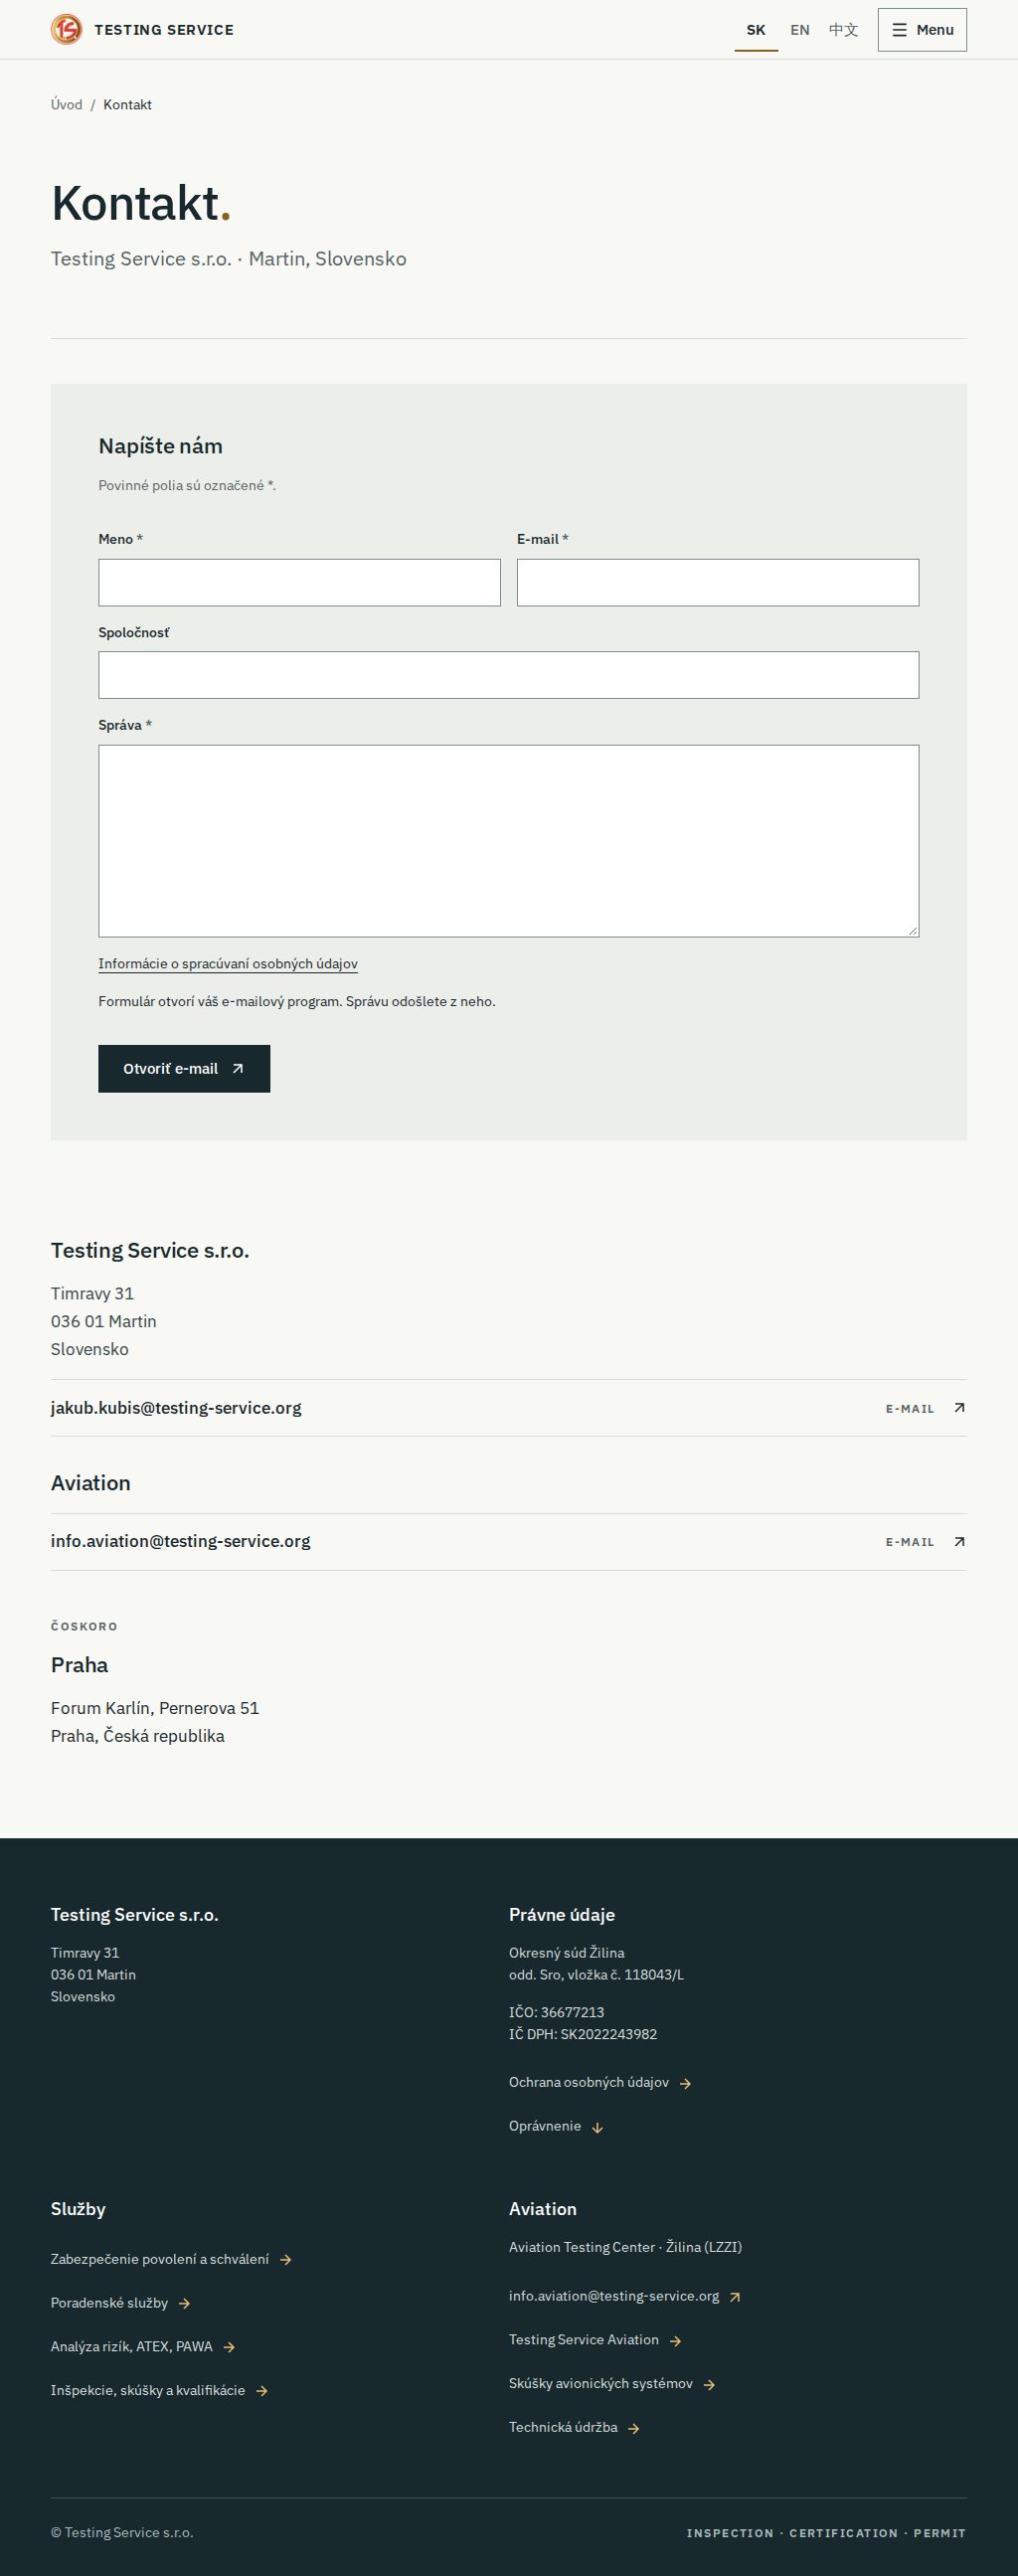 TESTING SERVICE
SK EN 中文 Menu
Úvod / Kontakt
Kontakt.
Testing Service s.r.o. · Martin, Slovensko
Napíšte nám
Povinné polia sú označené *.
Meno * E-mail *
Spoločnosť
Správa *
Informácie o spracúvaní osobných údajov
Formulár otvorí váš e-mailový program. Správu odošlete z neho.
Otvoriť e-mail
Testing Service s.r.o.
Timravy 31
036 01 Martin
Slovensko
jakub.kubis@testing-service.org E-MAIL
Aviation
info.aviation@testing-service.org E-MAIL
ČOSKORO
Praha
Forum Karlín, Pernerova 51
Praha, Česká republika
Testing Service s.r.o.
Timravy 31
036 01 Martin
Slovensko
Právne údaje
Okresný súd Žilina
odd. Sro, vložka č. 118043/L
IČO: 36677213
IČ DPH: SK2022243982
Ochrana osobných údajov
Oprávnenie
Služby
Zabezpečenie povolení a schválení
Poradenské služby
Analýza rizík, ATEX, PAWA
Inšpekcie, skúšky a kvalifikácie
Aviation
Aviation Testing Center · Žilina (LZZI)
info.aviation@testing-service.org
Testing Service Aviation
Skúšky avionických systémov
Technická údržba
© Testing Service s.r.o.
INSPECTION · CERTIFICATION · PERMIT